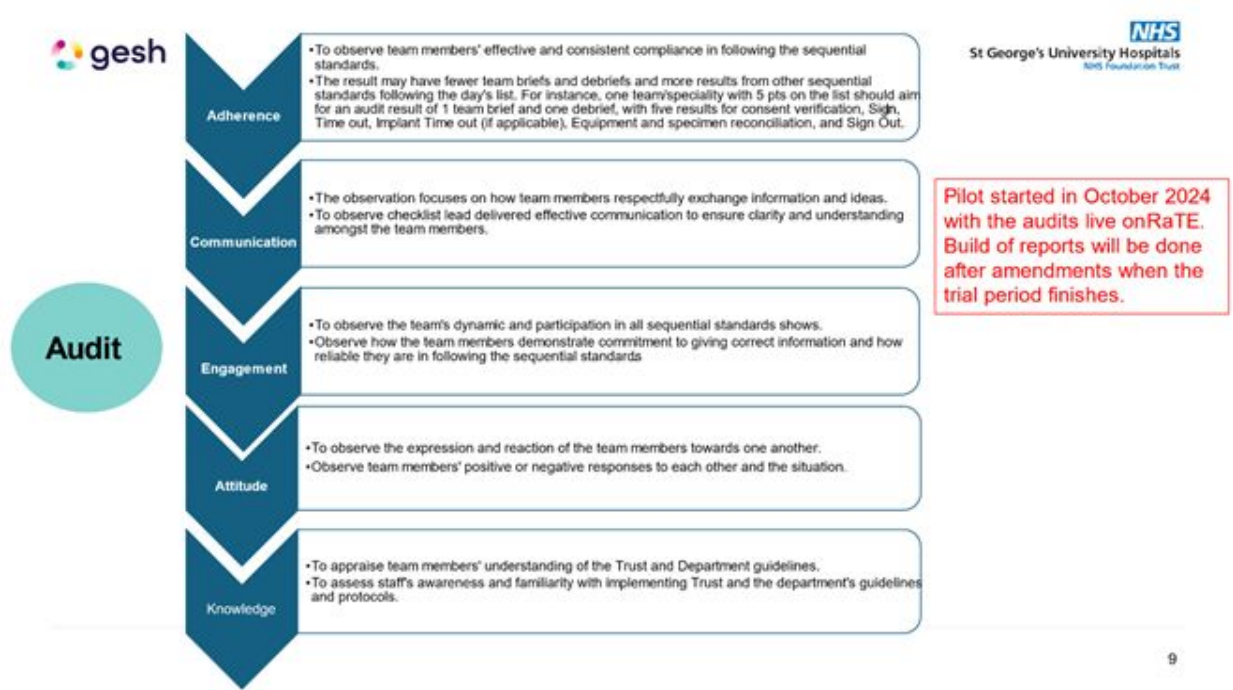 gesh
NHS
St George's University Hospitals
NHS Foundation Trust
Audit
Adherence
•To observe team members' effective and consistent compliance in following the sequential
standards.
•The result may have fewer team briefs and debriefs and more results from other sequential
standards following the day's list. For instance, one team/speciality with 5 pts on the list should aim
for an audit result of 1 team brief and one debrief, with five results for consent verification, Sign,
Time out, Implant Time out (if applicable), Equipment and specimen reconciliation, and Sign Out.
Communication
•The observation focuses on how team members respectfully exchange information and ideas.
•To observe checklist lead delivered effective communication to ensure clarity and understanding
amongst the team members.
Engagement
•To observe the team's dynamic and participation in all sequential standards shows.
•Observe how the team members demonstrate commitment to giving correct information and how
reliable they are in following the sequential standards
Attitude
•To observe the expression and reaction of the team members towards one another.
•Observe team members' positive or negative responses to each other and the situation.
Knowledge
•To appraise team members' understanding of the Trust and Department guidelines.
•To assess staff's awareness and familiarity with implementing Trust and the department's guidelines
and protocols.
Pilot started in October 2024
with the audits live onRaTE.
Build of reports will be done
after amendments when the
trial period finishes.
9